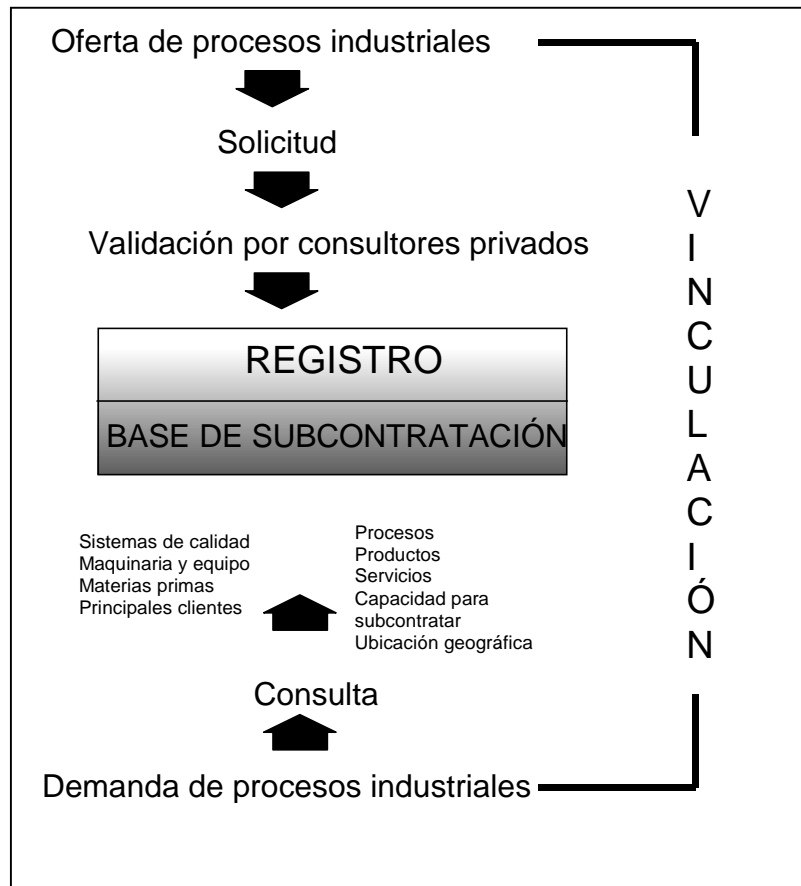 Oferta de procesos industriales
Solicitud
Validación por consultores privados
REGISTRO
BASE DE SUBCONTRATACIÓN
Sistemas de calidad
Maquinaria y equipo
Materias primas
Principales clientes
Procesos
Productos
Servicios
Capacidad para
subcontratar
Ubicación geográfica
Consulta
Demanda de procesos industriales
VINCULACIÓN